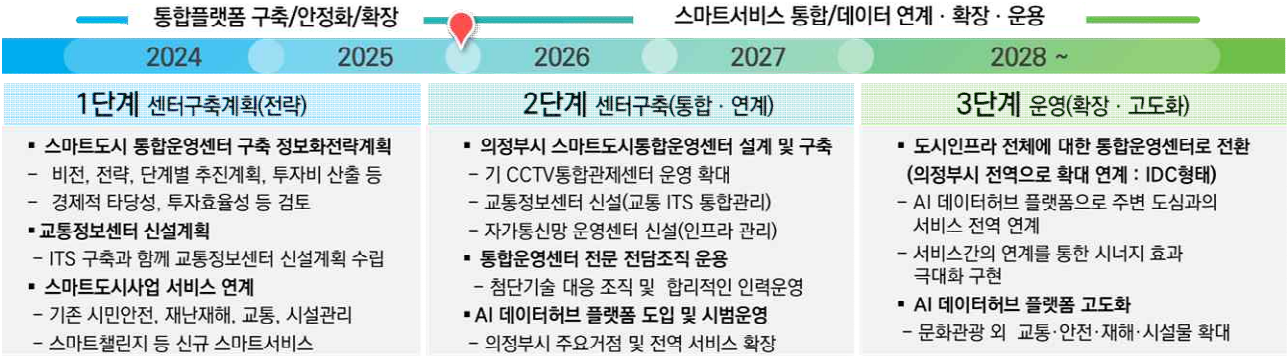 통합플랫폼 구축/안정화/확장
스마트서비스 통합/데이터 연계 · 확장 · 운용
2024
2025
2026
2027
2028 ~
1단계 센터구축계획(전략)
▪ 스마트도시 통합운영센터 구축 정보화전략계획
– 비전, 전략, 단계별 추진계획, 투자비 산출 등
– 경제적 타당성, 투자효율성 등 검토
▪ 교통정보센터 신설계획
– ITS 구축과 함께 교통정보센터 신설계획 수립
▪ 스마트도시사업 서비스 연계
– 기존 시민안전, 재난재해, 교통, 시설관리
– 스마트챌린지 등 신규 스마트서비스
2단계 센터구축(통합 · 연계)
▪ 의정부시 스마트도시통합운영센터 설계 및 구축
– 기 CCTV통합관제센터 운영 확대
– 교통정보센터 신설(교통 ITS 통합관리)
– 자가통신망 운영센터 신설(인프라 관리)
▪ 통합운영센터 전문 전담조직 운용
– 첨단기술 대응 조직 및 합리적인 인력운영
▪ AI 데이터허브 플랫폼 도입 및 시범운영
– 의정부시 주요거점 및 전역 서비스 확장
3단계 운영(확장 · 고도화)
▪ 도시인프라 전체에 대한 통합운영센터로 전환
(의정부시 전역으로 확대 연계 : IDC형태)
– AI 데이터허브 플랫폼으로 주변 도심과의
서비스 전역 연계
– 서비스간의 연계를 통한 시너지 효과
극대화 구현
▪ AI 데이터허브 플랫폼 고도화
– 문화관광 외 교통·안전·재해·시설물 확대